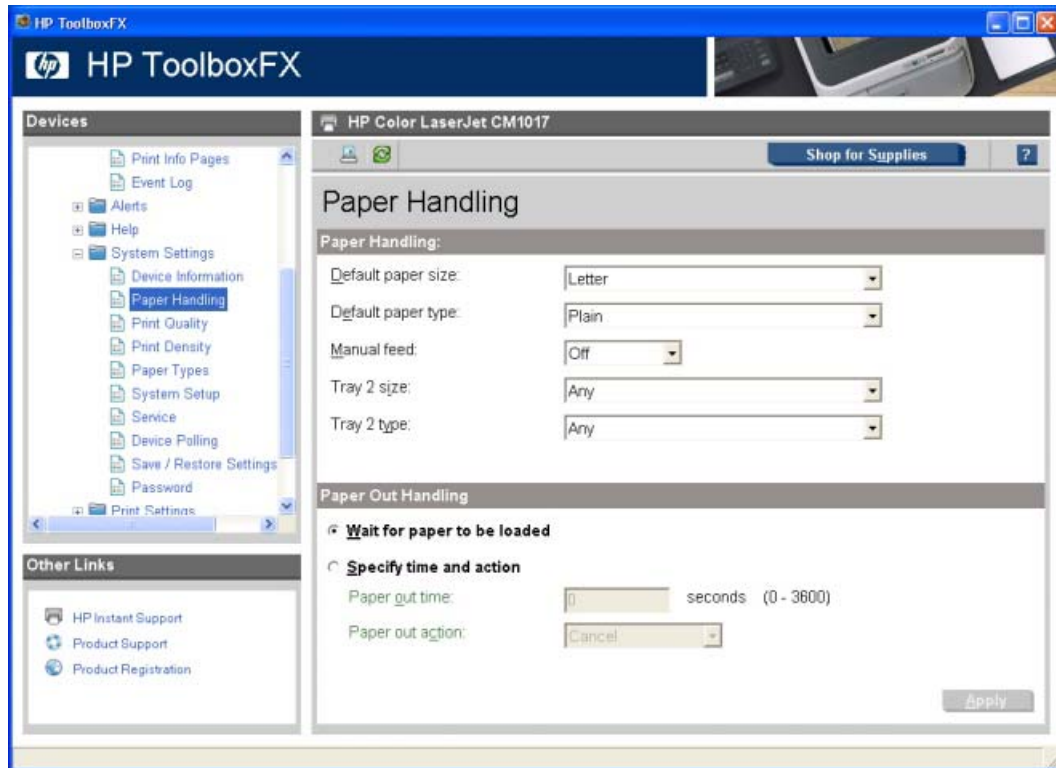 HP ToolboxFX
hp HP ToolboxFX
Devices
Print Info Pages
Event Log
Alerts
Help
System Settings
Device Information
Paper Handling
Print Quality
Print Density
Paper Types
System Setup
Service
Device Polling
Save / Restore Settings
Password
Print Settings
Other Links
HP Instant Support
Product Support
Product Registration
HP Color LaserJet CM1017
Shop for Supplies ?
Paper Handling
Paper Handling:
Default paper size: Letter
Default paper type: Plain
Manual feed: Off
Tray 2 size: Any
Tray 2 type: Any
Paper Out Handling
Wait for paper to be loaded
Specify time and action
Paper out time: 0 seconds (0 - 3600)
Paper out action: Cancel
Apply